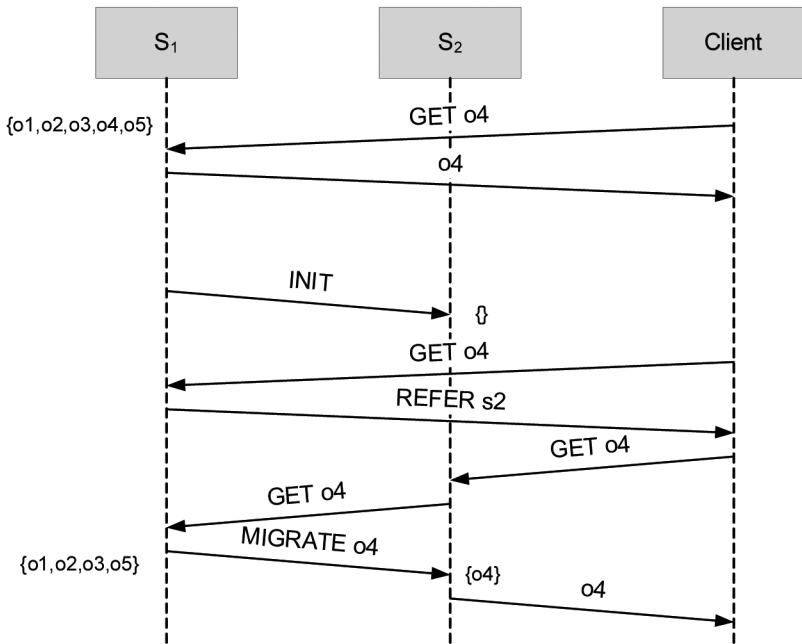 S₁
S₂
Client
{o1,o2,o3,o4,o5}
GET o4
o4
INIT
{}
GET o4
REFER s2
GET o4
GET o4
MIGRATE o4
{o1,o2,o3,o5}
{o4}
o4